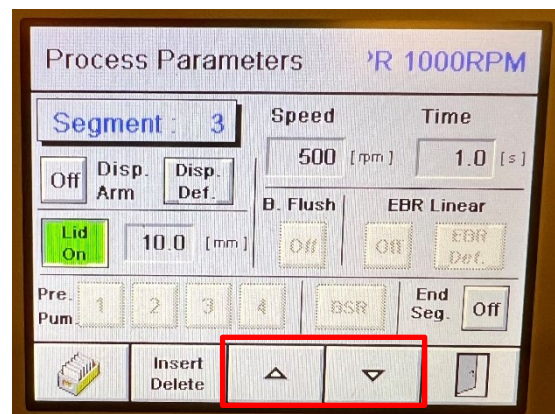 Process Parameters 'R 1000RPM
Segment : 3
Speed Time
500 [rpm] 1.0 [s]
Off Disp. Arm Disp. Def.
B. Flush EBR Linear
Lid On 10.0 [mm]
Off Off EBR Def.
Pre. Pum 1 2 3 4 BSR End Seg. Off
Insert Delete